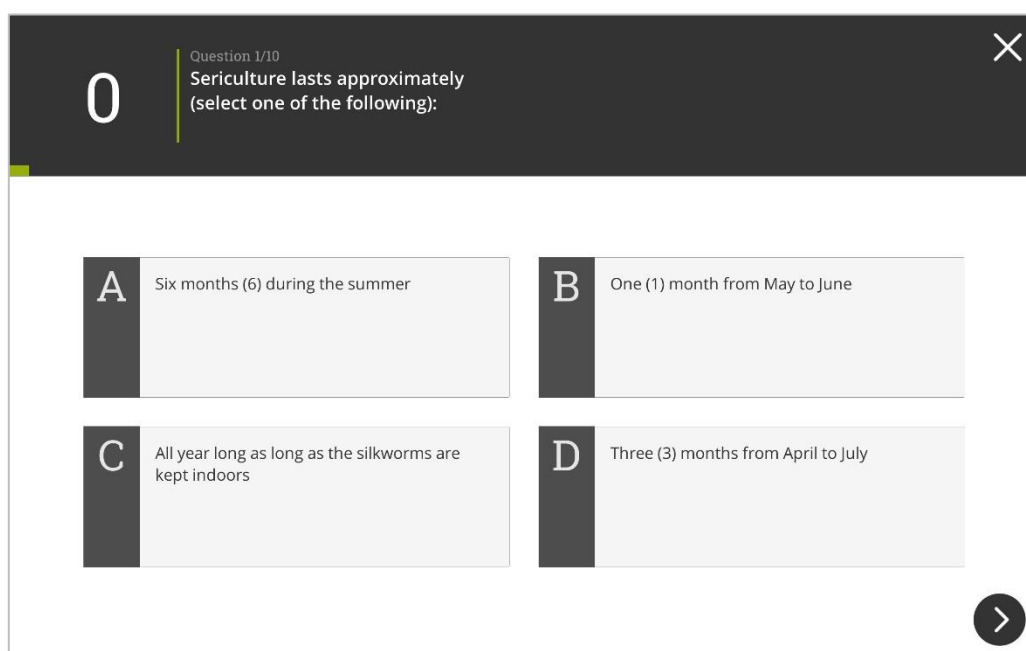 0
Question 1/10
Sericulture lasts approximately
(select one of the following):
A
Six months (6) during the summer
B
One (1) month from May to June
C
All year long as long as the silkworms are
kept indoors
D
Three (3) months from April to July